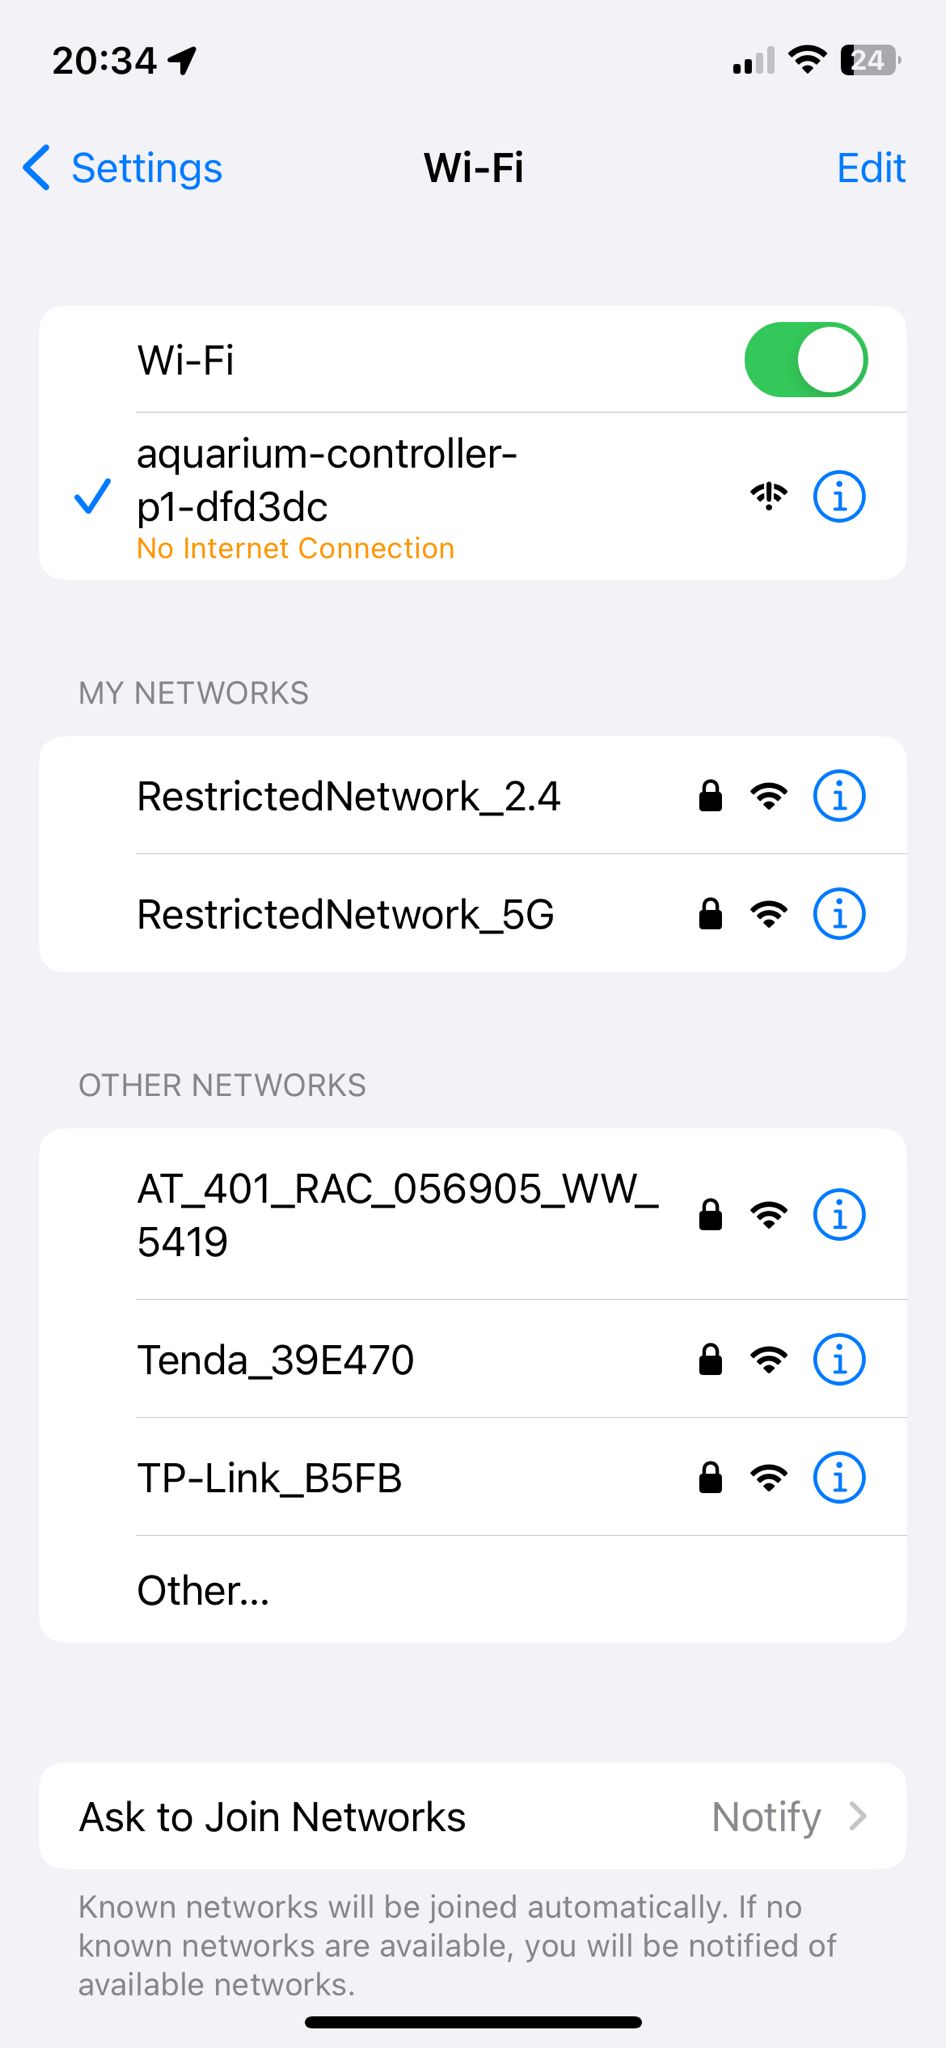 20:34
24
Settings
Wi-Fi
Edit
Wi-Fi
aquarium-controller-
p1-dfd3dc
No Internet Connection
MY NETWORKS
RestrictedNetwork_2.4
RestrictedNetwork_5G
OTHER NETWORKS
AT_401_RAC_056905_WW_
5419
Tenda_39E470
TP-Link_B5FB
Other...
Ask to Join Networks
Notify
Known networks will be joined automatically. If no
known networks are available, you will be notified of
available networks.